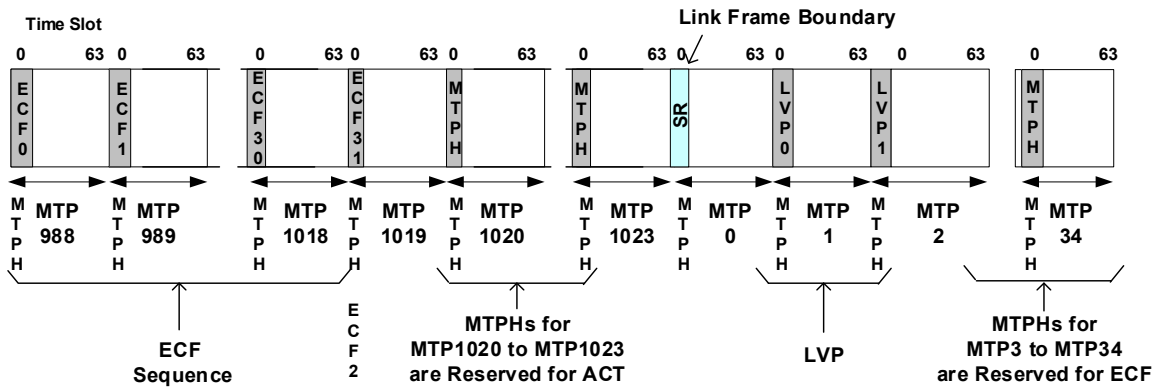 Link Frame Boundary
Time Slot
0 63 0 63 0 63 0 63 0 63 0 0 63 0 63 0 63
ECF0
ECF1
ECF30
ECF31
MTPH
MTPH
SR
LVP0
LVP1
MTPH
MTPH
MTP 988
MTPH
MTP 989
MTPH
MTP 1018
MTPH
MTP 1019
MTPH
MTP 1020
MTPH
MTP 1023
MTPH
MTP 0
MTPH
MTP 1
MTPH
MTP 2
MTPH
MTP 34
ECF Sequence
ECF2
MTPHs for
MTP1020 to MTP1023
are Reserved for ACT
LVP
MTPHs for
MTP3 to MTP34
are Reserved for ECF